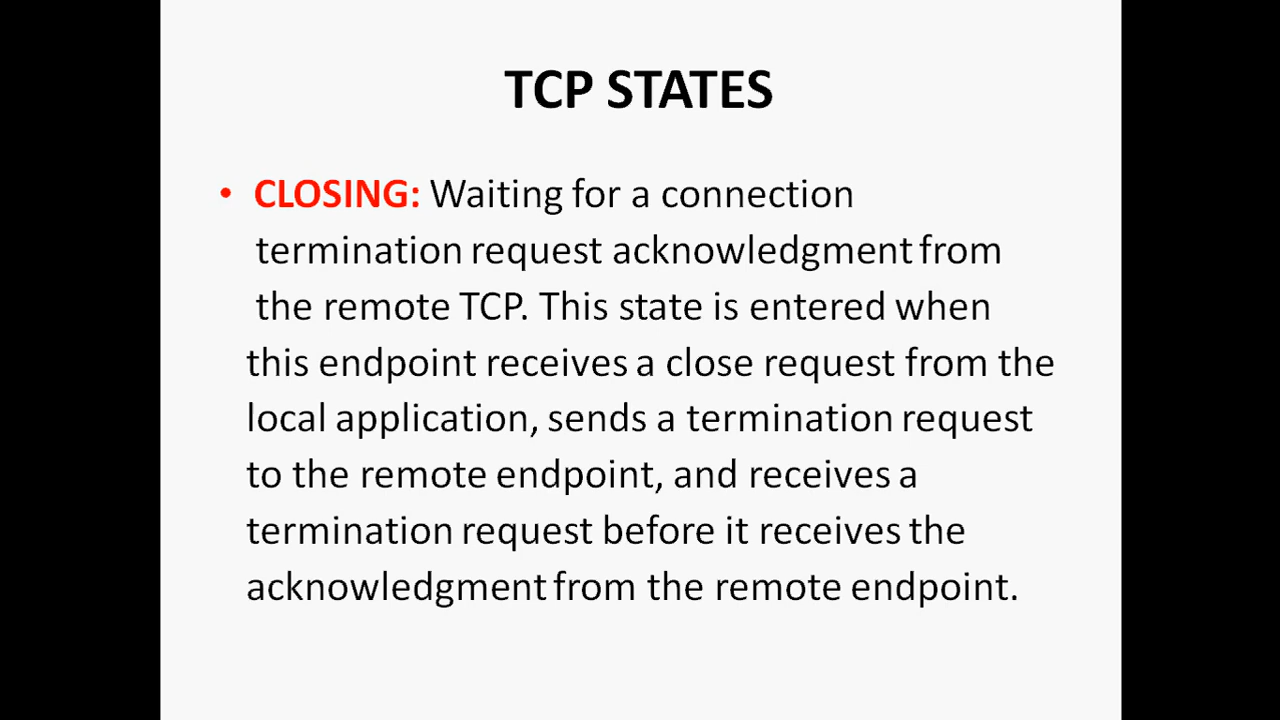 TCP STATES
• CLOSING: Waiting for a connection
termination request acknowledgment from
the remote TCP. This state is entered when
this endpoint receives a close request from the
local application, sends a termination request
to the remote endpoint, and receives a
termination request before it receives the
acknowledgment from the remote endpoint.